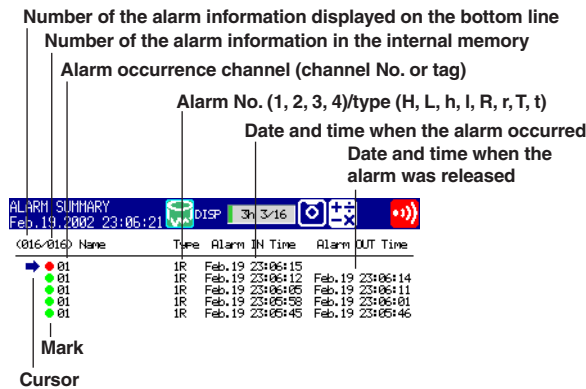 Number of the alarm information displayed on the bottom line
Number of the alarm information in the internal memory
Alarm occurrence channel (channel No. or tag)
Alarm No. (1, 2, 3, 4)/type (H, L, h, l, R, r, T, t)
Date and time when the alarm occurred
Date and time when the
alarm was released
ALARM SUMMARY
Feb.19.2002 23:06:21 DISP 3h 3/16
(016/016) Name Type Alarm IN Time Alarm OUT Time
01 1R Feb.19 23:06:15
01 1R Feb.19 23:06:12 Feb.19 23:06:14
01 1R Feb.19 23:06:05 Feb.19 23:06:11
01 1R Feb.19 23:05:58 Feb.19 23:06:01
01 1R Feb.19 23:05:45 Feb.19 23:05:46
Mark
Cursor